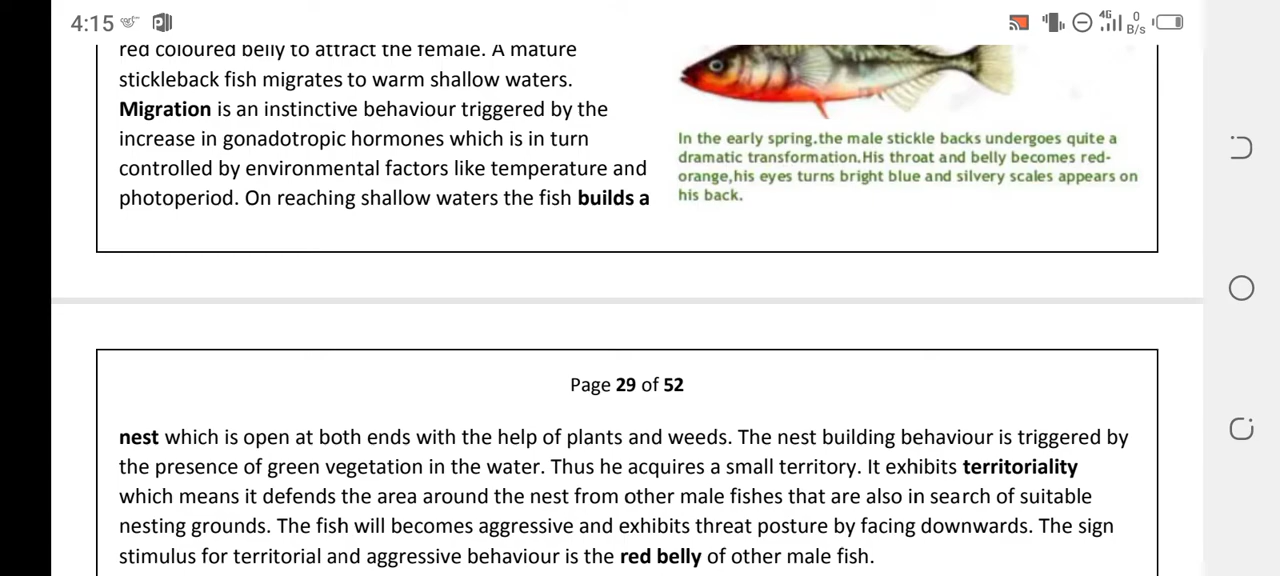 4:15
4G 0 B/s
red coloured belly to attract the female. A mature
stickleback fish migrates to warm shallow waters.
Migration is an instinctive behaviour triggered by the
increase in gonadotropic hormones which is in turn
controlled by environmental factors like temperature and
photoperiod. On reaching shallow waters the fish builds a
In the early spring.the male stickle backs undergoes quite a
dramatic transformation.His throat and belly becomes red-
orange,his eyes turns bright blue and silvery scales appears on
his back.
Page 29 of 52
nest which is open at both ends with the help of plants and weeds. The nest building behaviour is triggered by
the presence of green vegetation in the water. Thus he acquires a small territory. It exhibits territoriality
which means it defends the area around the nest from other male fishes that are also in search of suitable
nesting grounds. The fish will becomes aggressive and exhibits threat posture by facing downwards. The sign
stimulus for territorial and aggressive behaviour is the red belly of other male fish.